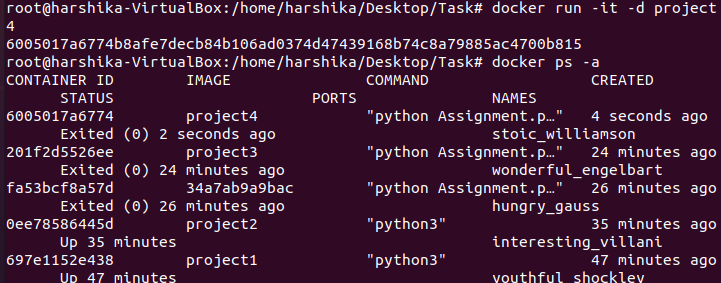 root@harshika-VirtualBox:/home/harshika/Desktop/Task# docker run -it -d project
4
6005017a6774b8afe7decb84b106ad0374d47439168b74c8a79885ac4700b815
root@harshika-VirtualBox:/home/harshika/Desktop/Task# docker ps -a
CONTAINER ID   IMAGE          COMMAND                  CREATED
     STATUS                     PORTS     NAMES
6005017a6774   project4       "python Assignment.p…"   4 seconds ago
     Exited (0) 2 seconds ago             stoic_williamson
201f2d5526ee   project3       "python Assignment.p…"   24 minutes ago
     Exited (0) 24 minutes ago            wonderful_engelbart
fa53bcf8a57d   34a7ab9a9bac   "python Assignment.p…"   26 minutes ago
     Exited (0) 26 minutes ago            hungry_gauss
0ee78586445d   project2       "python3"                35 minutes ago
     Up 35 minutes                        interesting_villani
697e1152e438   project1       "python3"                47 minutes ago
     Up 47 minutes                        youthful_shockley